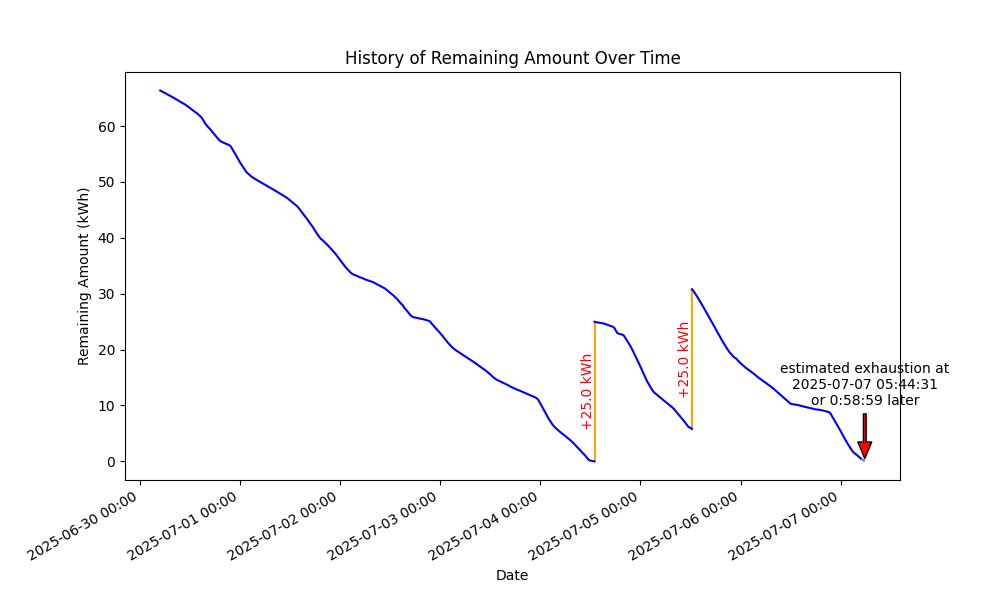 History of Remaining Amount Over Time
Remaining Amount (kWh)
60
50
40
30
20
10
0
+25.0 kWh
+25.0 kWh
estimated exhaustion at
2025-07-07 05:44:31
or 0:58:59 later
2025-06-30 00:00
2025-07-01 00:00
2025-07-02 00:00
2025-07-03 00:00
2025-07-04 00:00
2025-07-05 00:00
2025-07-06 00:00
2025-07-07 00:00
Date